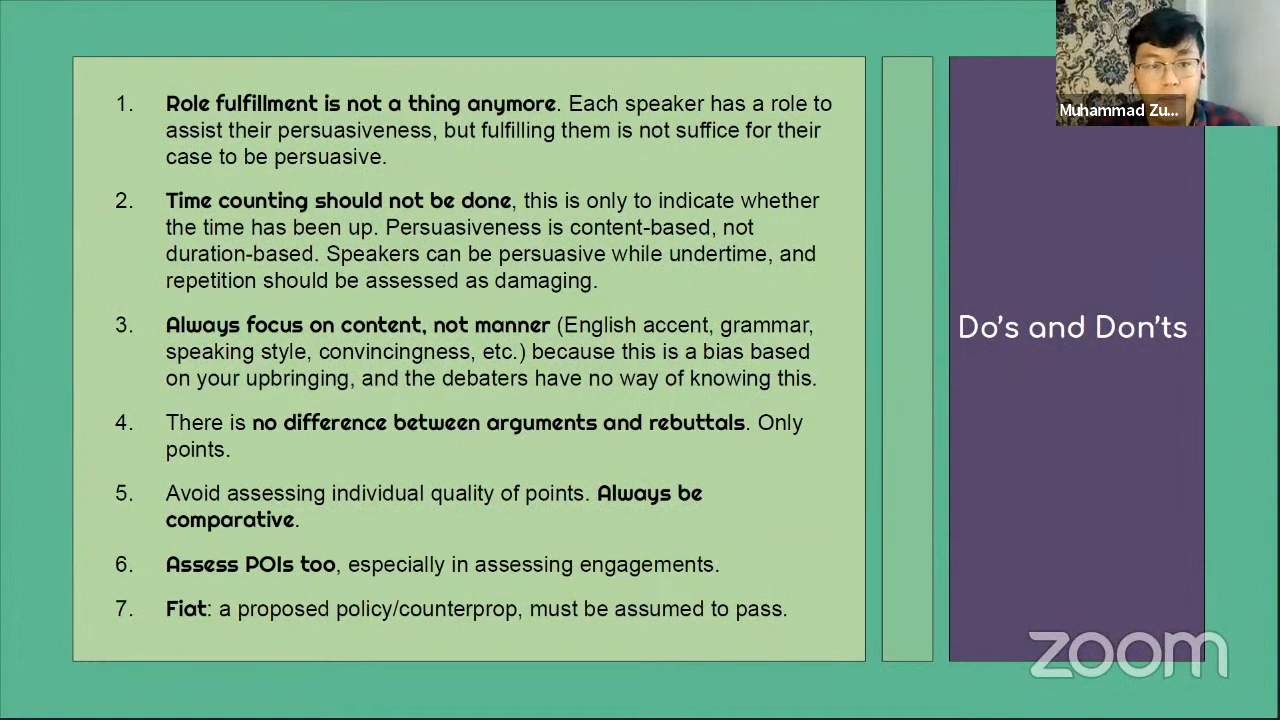 1. Role fulfillment is not a thing anymore. Each speaker has a role to
assist their persuasiveness, but fulfilling them is not suffice for their
case to be persuasive.
2. Time counting should not be done, this is only to indicate whether
the time has been up. Persuasiveness is content-based, not
duration-based. Speakers can be persuasive while undertime, and
repetition should be assessed as damaging.
3. Always focus on content, not manner (English accent, grammar,
speaking style, convincingness, etc.) because this is a bias based
on your upbringing, and the debaters have no way of knowing this.
4. There is no difference between arguments and rebuttals. Only
points.
5. Avoid assessing individual quality of points. Always be
comparative.
6. Assess POIs too, especially in assessing engagements.
7. Fiat: a proposed policy/counterprop, must be assumed to pass.
Do's and Don'ts
Muhammad Zu...
zoom